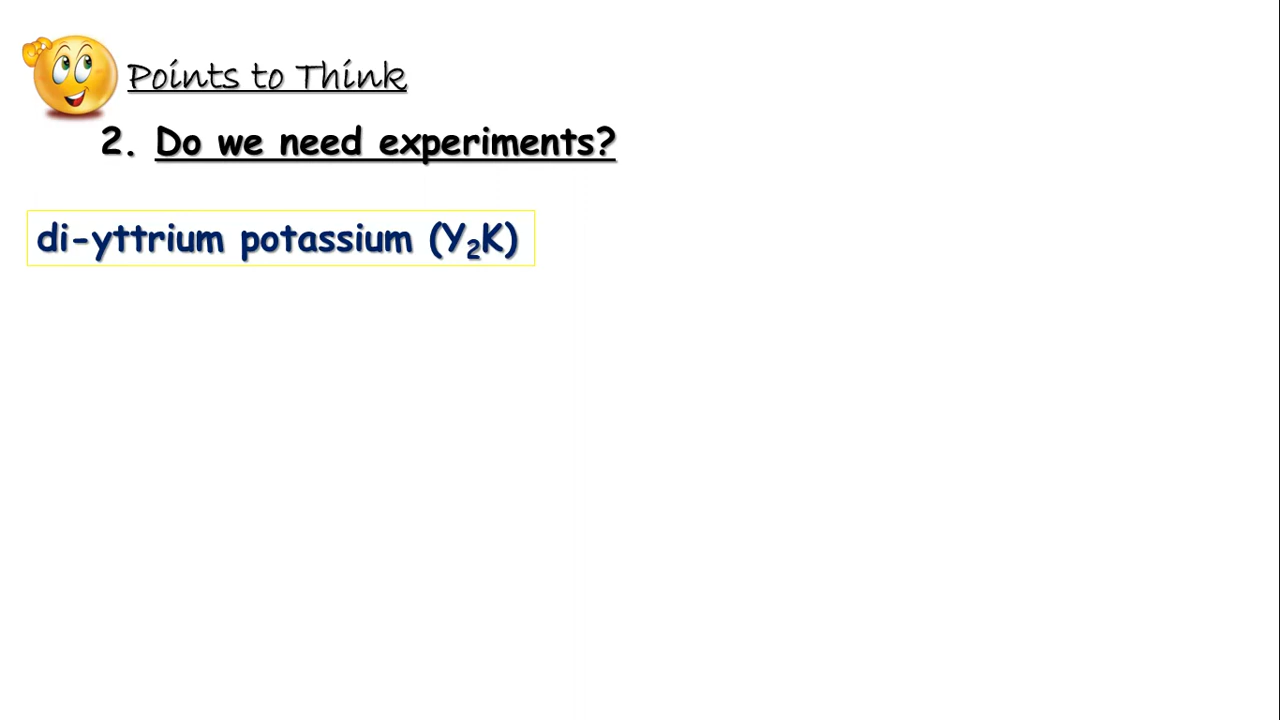 Points to Think
2. Do we need experiments?
di-yttrium potassium (Y₂K)